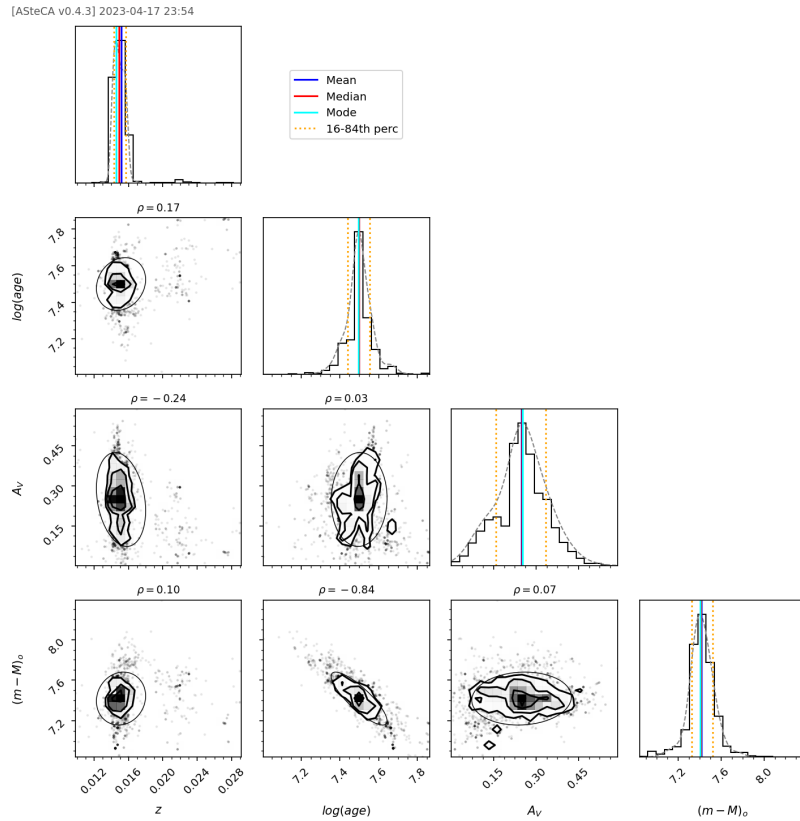 [ASteCA v0.4.3] 2023-04-17 23:54
Mean
Median
Mode
16-84th perc
ρ = 0.17
log(age)
7.8
7.6
7.4
7.2
ρ = −0.24
ρ = 0.03
A_V
0.45
0.30
0.15
ρ = 0.10
ρ = −0.84
ρ = 0.07
(m − M)_o
8.0
7.6
7.2
0.012
0.016
0.020
0.024
0.028
7.2
7.4
7.6
7.8
0.15
0.30
0.45
7.2
7.6
8.0
z
log(age)
A_V
(m − M)_o